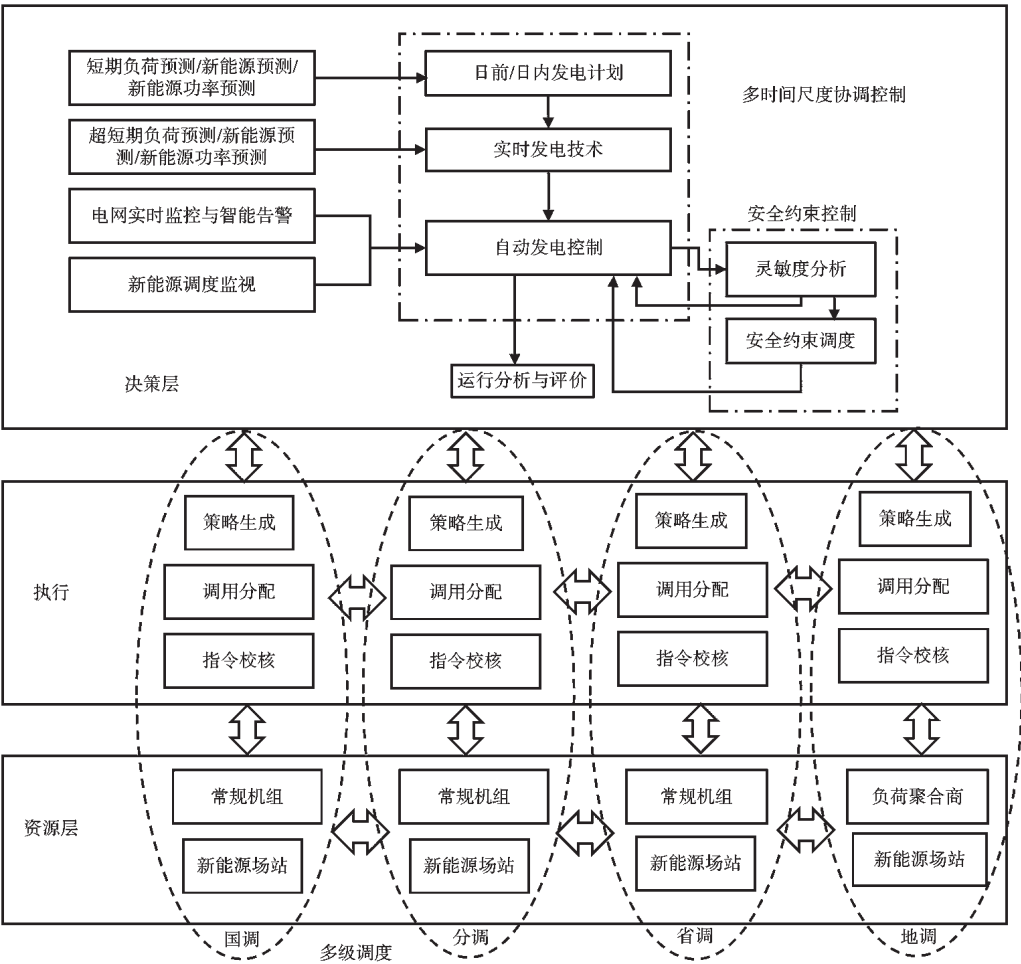 短期负荷预测/新能源预测/
新能源功率预测
日前/日内发电计划
多时间尺度协调控制
超短期负荷预测/新能源预
测/新能源功率预测
实时发电技术
电网实时监控与智能告警
安全约束控制
自动发电控制
灵敏度分析
新能源调度监视
安全约束调度
决策层
运行分析与评价
策略生成
策略生成
策略生成
策略生成
执行
调用分配
调用分配
调用分配
调用分配
指令校核
指令校核
指令校核
指令校核
常规机组
常规机组
常规机组
负荷聚合商
资源层
新能源场站
新能源场站
新能源场站
新能源场站
国调
分调
省调
地调
多级调度